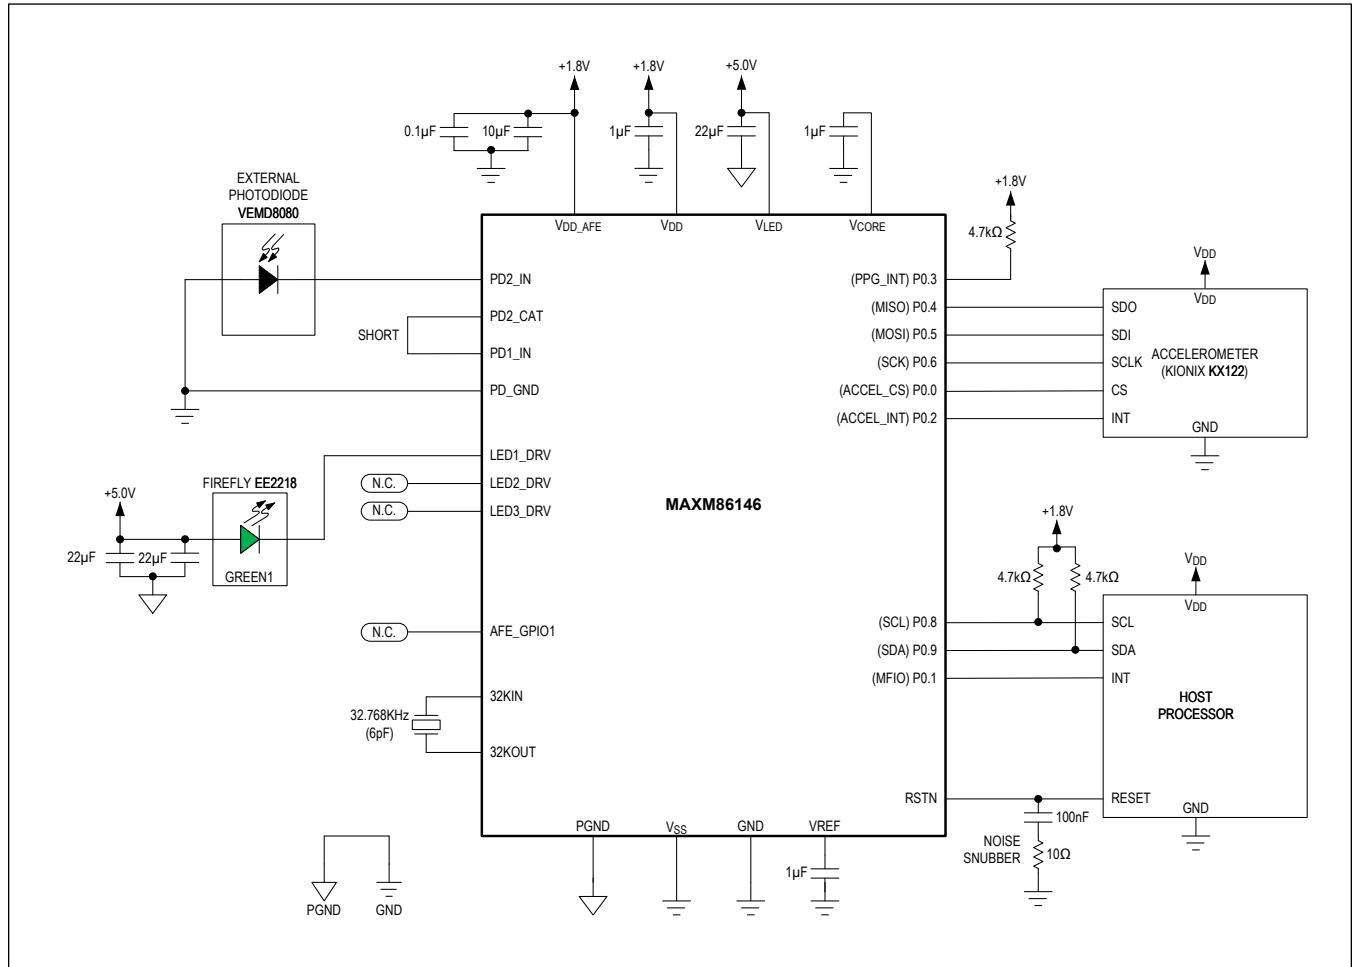 +1.8V
+1.8V
+5.0V
0.1µF
10µF
1µF
22µF
1µF
EXTERNAL
PHOTODIODE
VEMD8080
+1.8V
4.7kΩ
VDD_AFE
VDD
VLED
VCORE
PD2_IN
PD2_CAT
SHORT
PD1_IN
PD_GND
(PPG_INT) P0.3
(MISO) P0.4
(MOSI) P0.5
(SCK) P0.6
(ACCEL_CS) P0.0
(ACCEL_INT) P0.2
VDD
VDD
SDO
SDI
SCLK
CS
INT
ACCELEROMETER
(KIONIX KX122)
GND
LED1_DRV
N.C.
LED2_DRV
N.C.
LED3_DRV
FIREFLY EE2218
+5.0V
22µF
22µF
GREEN1
MAXM86146
+1.8V
4.7kΩ
4.7kΩ
VDD
VDD
N.C.
AFE_GPIO1
(SCL) P0.8
(SDA) P0.9
(MFIO) P0.1
SCL
SDA
INT
HOST
PROCESSOR
32KIN
32.768KHz
(6pF)
32KOUT
RSTN
RESET
GND
100nF
NOISE
SNUBBER
10Ω
PGND
VSS
GND
VREF
1µF
PGND
GND